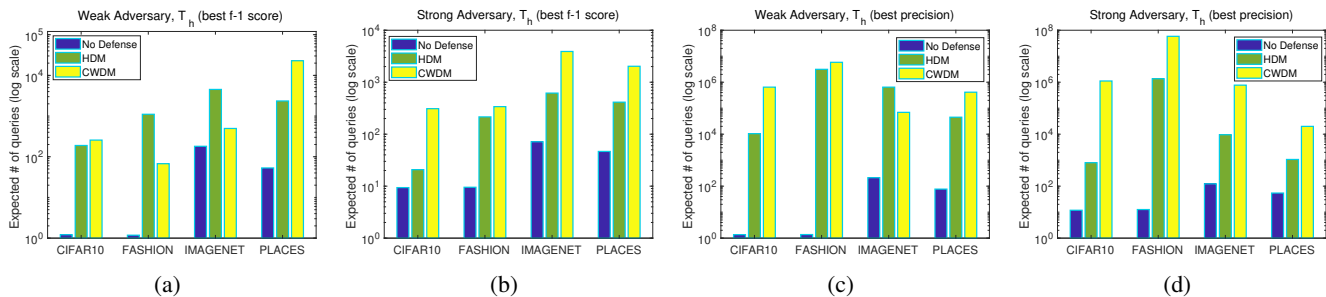 Weak Adversary, T_h (best f-1 score)
Expected # of queries (log scale)
10^5
10^4
10^2
10^0
No Defense
HDM
CWDM
CIFAR10 FASHION IMAGENET PLACES
(a)
Strong Adversary, T_h (best f-1 score)
Expected # of queries (log scale)
10^4
10^3
10^2
10^1
10^0
No Defense
HDM
CWDM
CIFAR10 FASHION IMAGENET PLACES
(b)
Weak Adversary, T_h (best precision)
Expected # of queries (log scale)
10^8
10^6
10^4
10^2
10^0
No Defense
HDM
CWDM
CIFAR10 FASHION IMAGENET PLACES
(c)
Strong Adversary, T_h (best precision)
Expected # of queries (log scale)
10^8
10^6
10^4
10^2
10^0
No Defense
HDM
CWDM
CIFAR10 FASHION IMAGENET PLACES
(d)